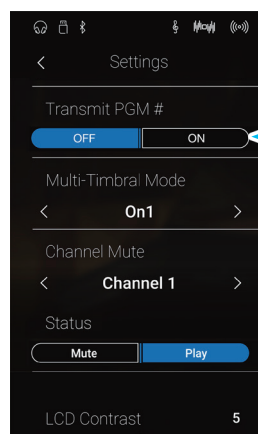 Settings
Transmit PGM #
OFF ON
Multi-Timbral Mode
On1
Channel Mute
Channel 1
Status
Mute Play
LCD Contrast 5